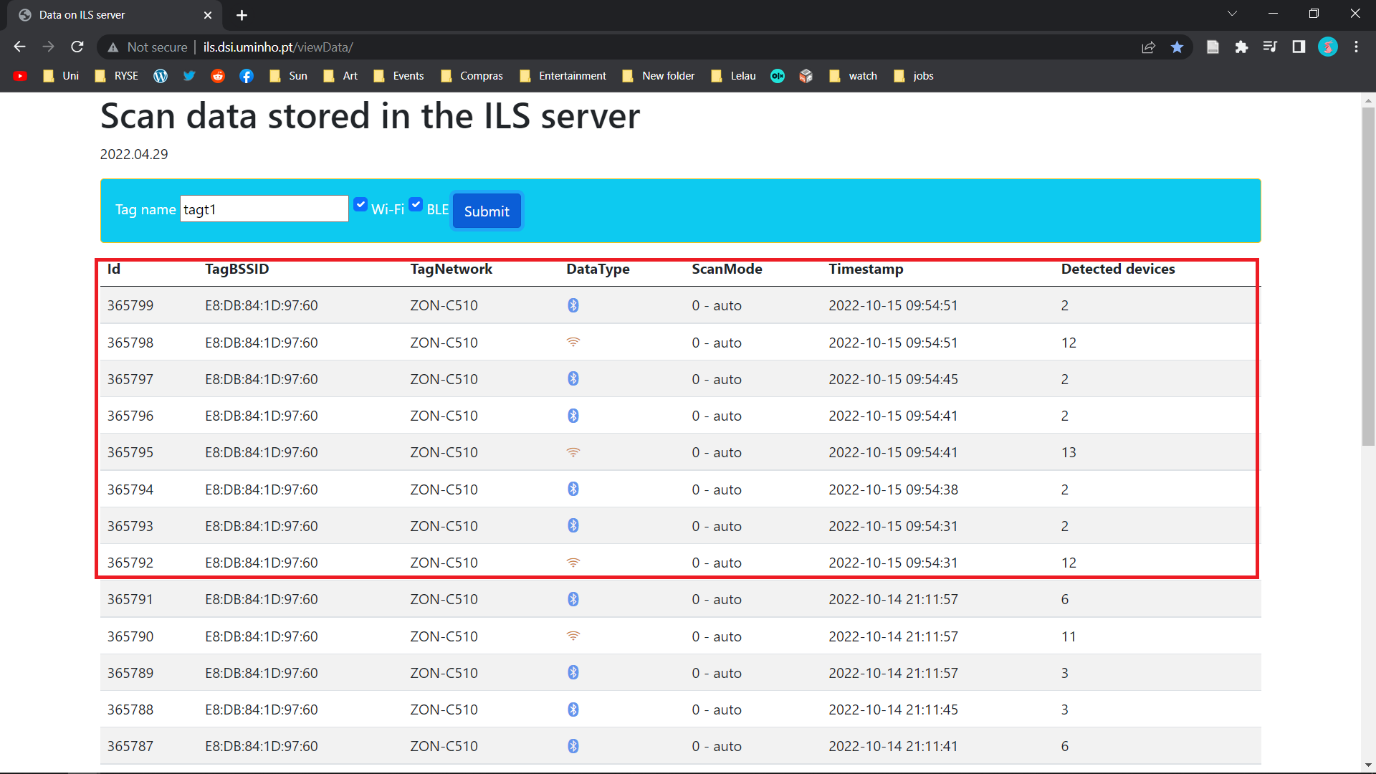 Data on ILS server
Not secure | ils.dsi.uminho.pt/viewData/
Uni RYSE Sun Art Events Compras Entertainment New folder Lelau watch jobs
Scan data stored in the ILS server
2022.04.29
Tag name tagt1 Wi-Fi BLE Submit
Id TagBSSID TagNetwork DataType ScanMode Timestamp Detected devices
365799 E8:DB:84:1D:97:60 ZON-C510 0 - auto 2022-10-15 09:54:51 2
365798 E8:DB:84:1D:97:60 ZON-C510 0 - auto 2022-10-15 09:54:51 12
365797 E8:DB:84:1D:97:60 ZON-C510 0 - auto 2022-10-15 09:54:45 2
365796 E8:DB:84:1D:97:60 ZON-C510 0 - auto 2022-10-15 09:54:41 2
365795 E8:DB:84:1D:97:60 ZON-C510 0 - auto 2022-10-15 09:54:41 13
365794 E8:DB:84:1D:97:60 ZON-C510 0 - auto 2022-10-15 09:54:38 2
365793 E8:DB:84:1D:97:60 ZON-C510 0 - auto 2022-10-15 09:54:31 2
365792 E8:DB:84:1D:97:60 ZON-C510 0 - auto 2022-10-15 09:54:31 12
365791 E8:DB:84:1D:97:60 ZON-C510 0 - auto 2022-10-14 21:11:57 6
365790 E8:DB:84:1D:97:60 ZON-C510 0 - auto 2022-10-14 21:11:57 11
365789 E8:DB:84:1D:97:60 ZON-C510 0 - auto 2022-10-14 21:11:57 3
365788 E8:DB:84:1D:97:60 ZON-C510 0 - auto 2022-10-14 21:11:45 3
365787 E8:DB:84:1D:97:60 ZON-C510 0 - auto 2022-10-14 21:11:41 6